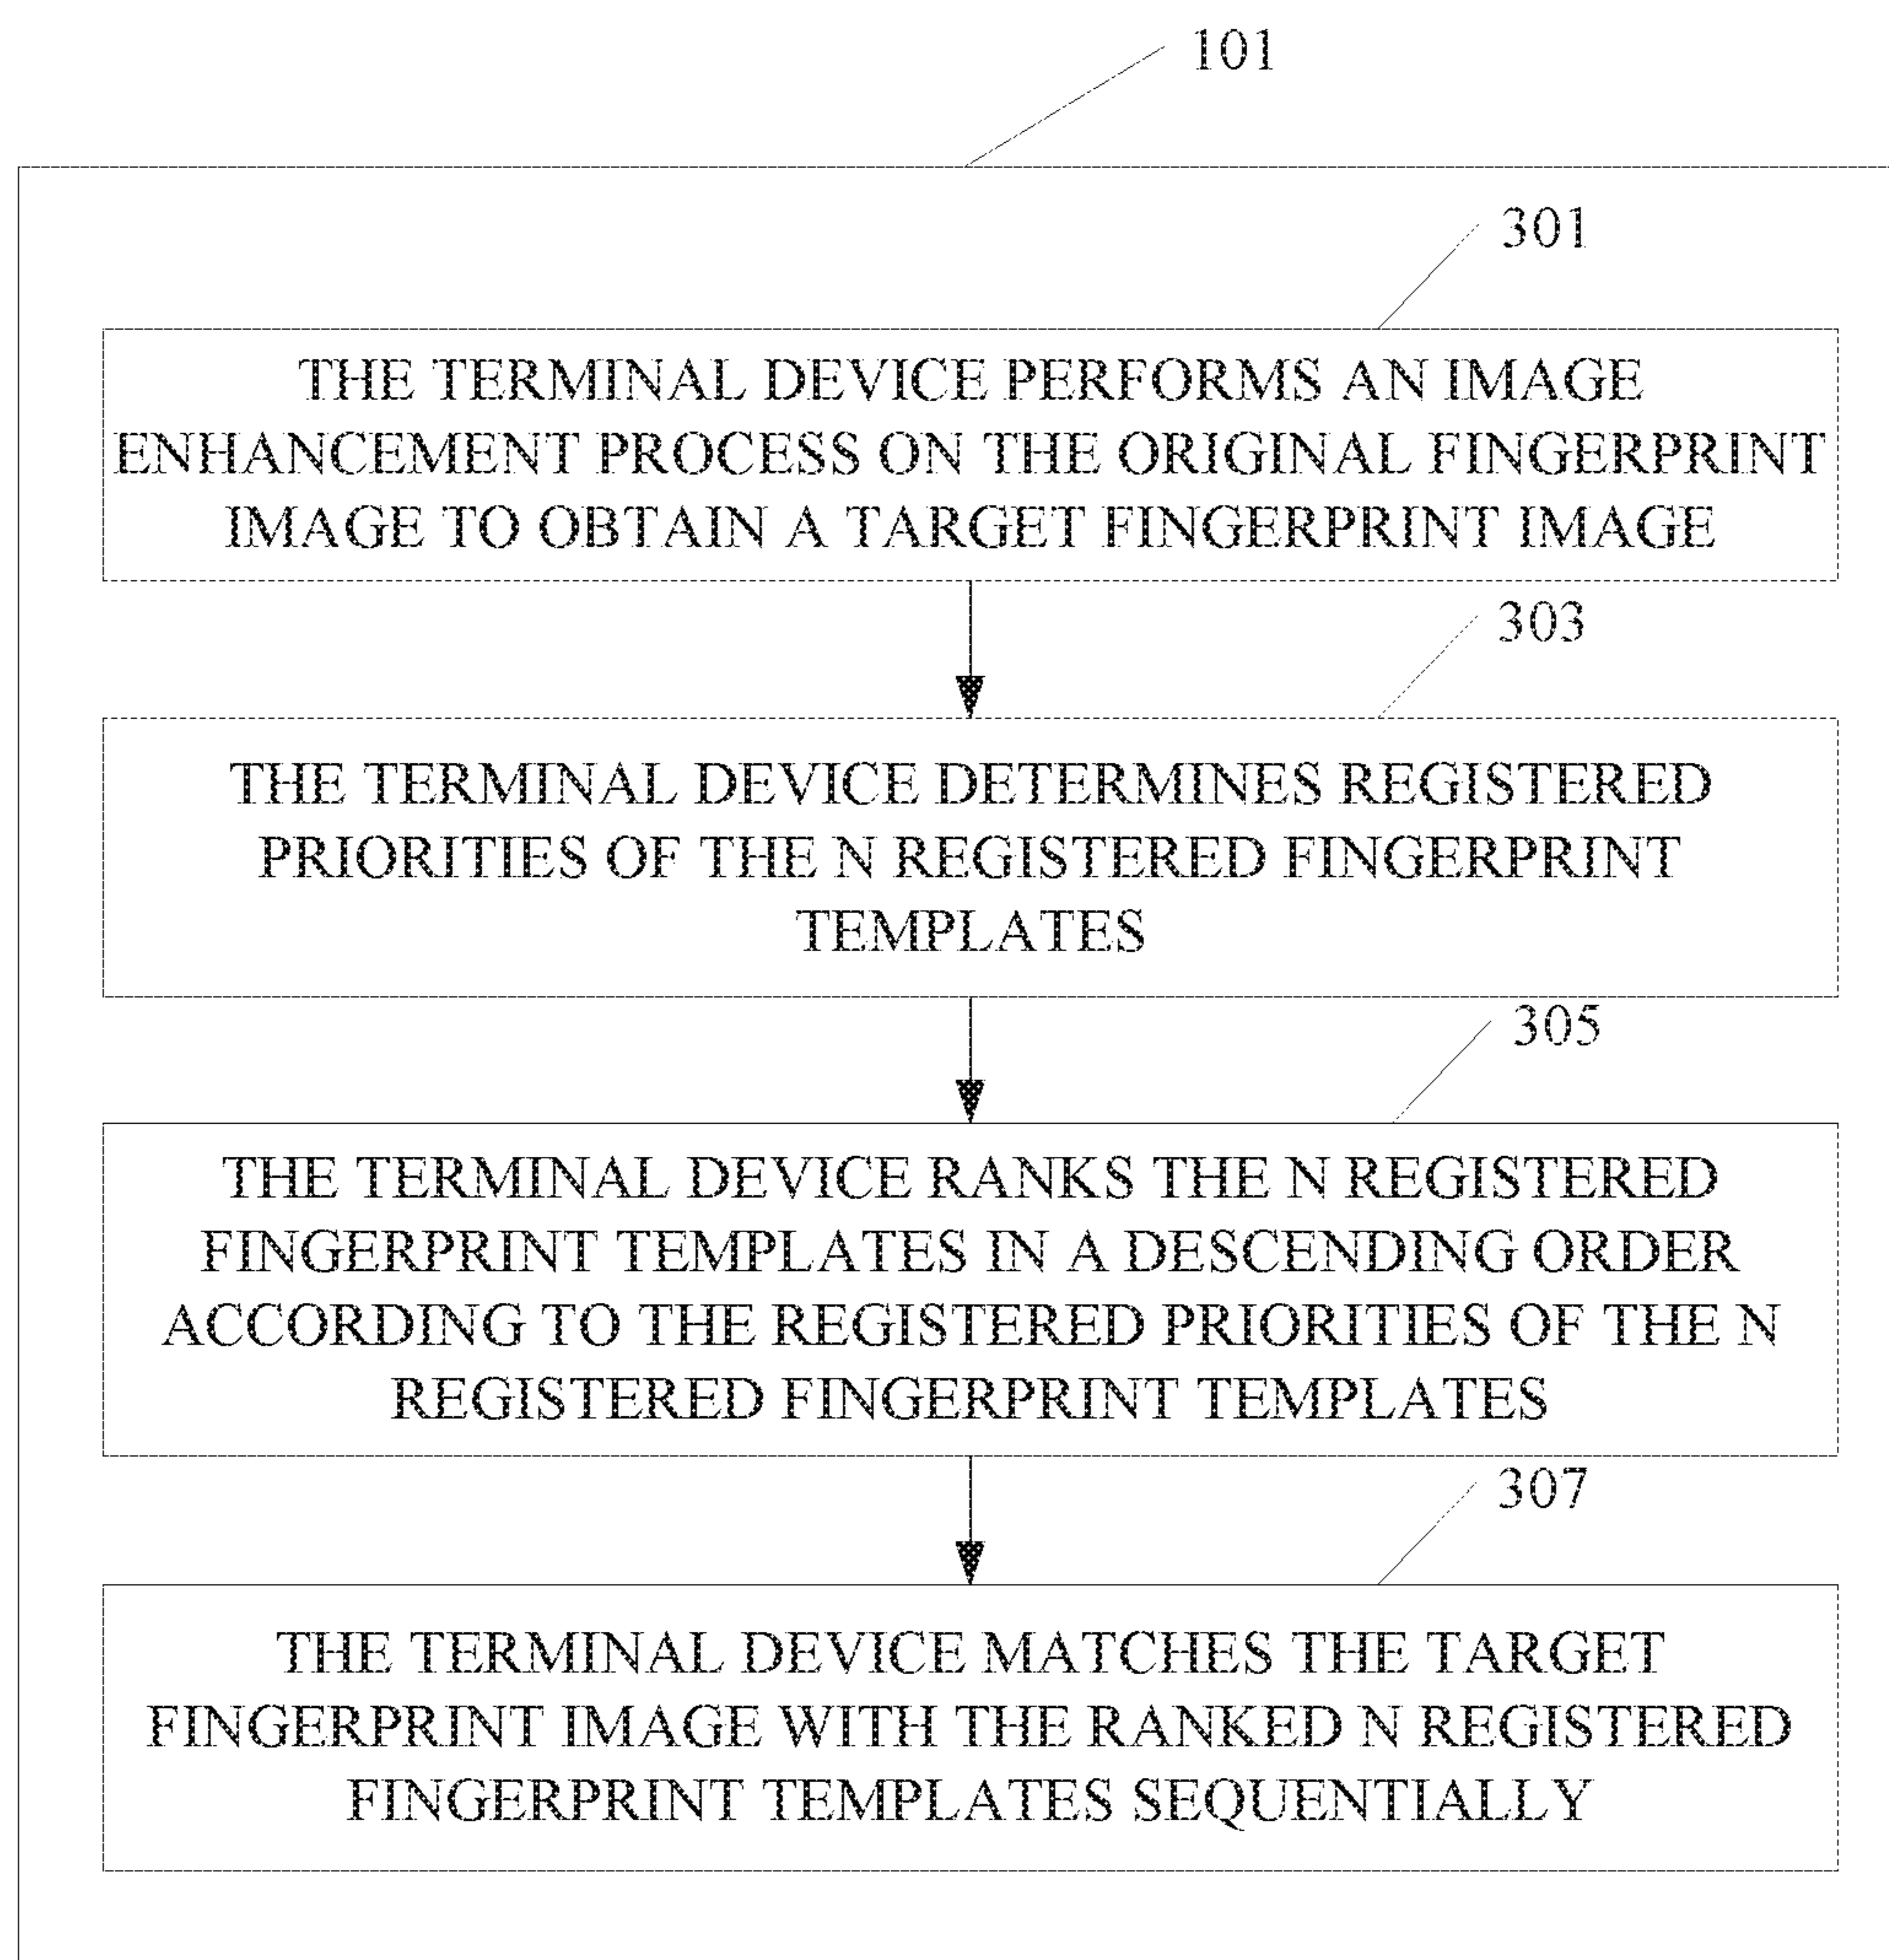 101
301
THE TERMINAL DEVICE PERFORMS AN IMAGE
ENHANCEMENT PROCESS ON THE ORIGINAL FINGERPRINT
IMAGE TO OBTAIN A TARGET FINGERPRINT IMAGE
303
THE TERMINAL DEVICE DETERMINES REGISTERED
PRIORITIES OF THE N REGISTERED FINGERPRINT
TEMPLATES
305
THE TERMINAL DEVICE RANKS THE N REGISTERED
FINGERPRINT TEMPLATES IN A DESCENDING ORDER
ACCORDING TO THE REGISTERED PRIORITIES OF THE N
REGISTERED FINGERPRINT TEMPLATES
307
THE TERMINAL DEVICE MATCHES THE TARGET
FINGERPRINT IMAGE WITH THE RANKED N REGISTERED
FINGERPRINT TEMPLATES SEQUENTIALLY